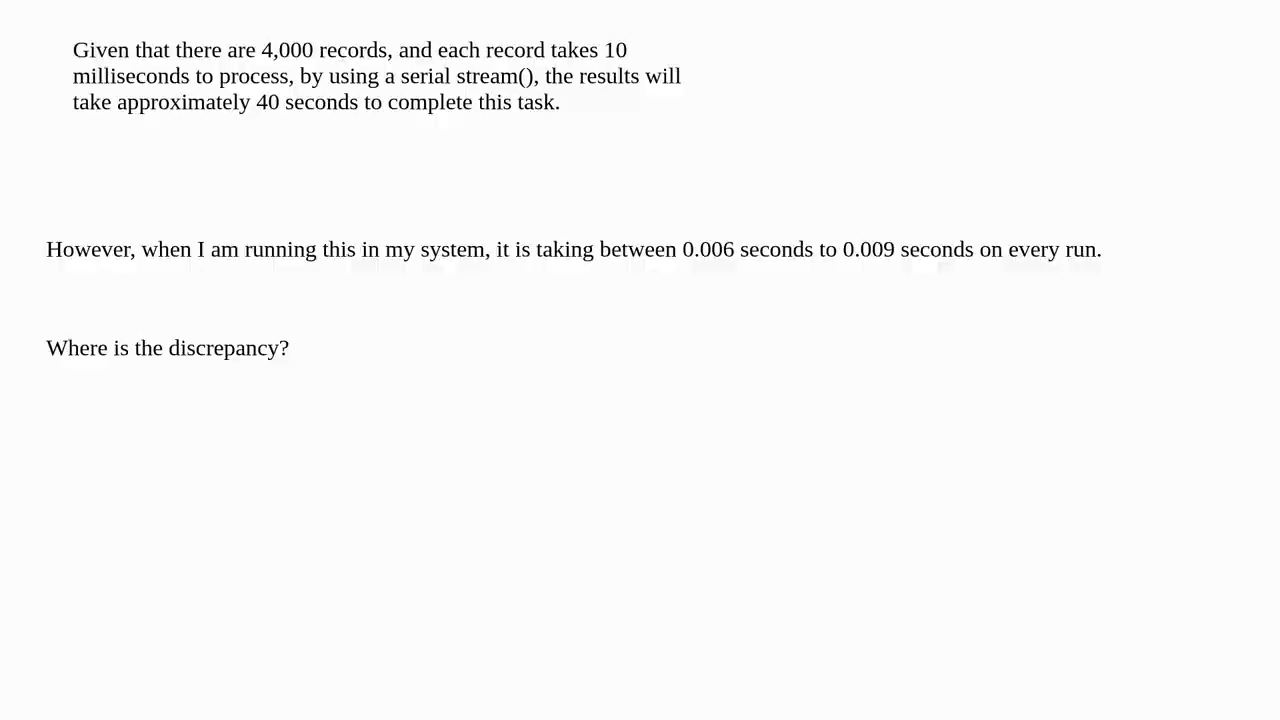 Given that there are 4,000 records, and each record takes 10
milliseconds to process, by using a serial stream(), the results will
take approximately 40 seconds to complete this task.
However, when I am running this in my system, it is taking between 0.006 seconds to 0.009 seconds on every run.
Where is the discrepancy?